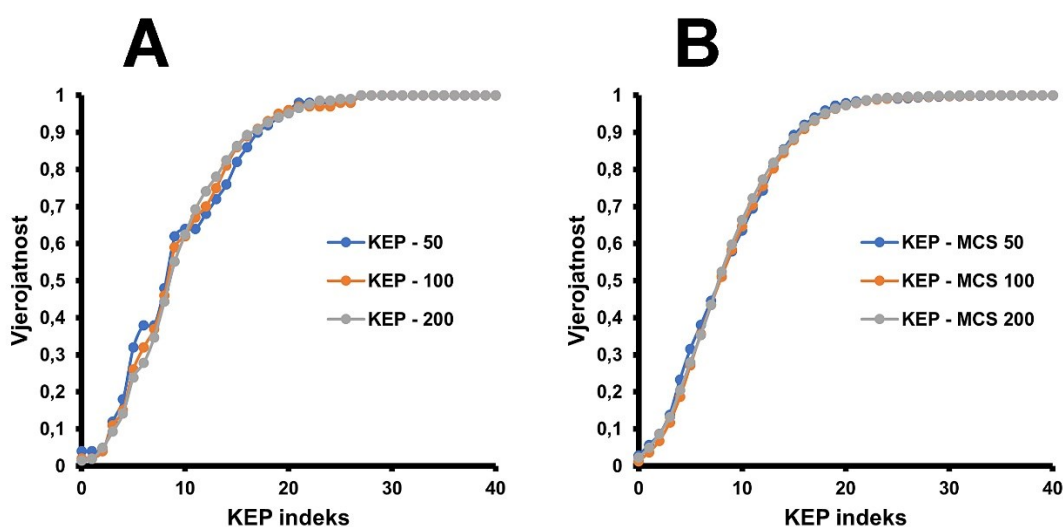 A
1
0,9
0,8
0,7
0,6
0,5
0,4
0,3
0,2
0,1
0
Vjerojatnost
KEP - 50
KEP - 100
KEP - 200
0 10 20 30 40
KEP indeks
B
1
0,9
0,8
0,7
0,6
0,5
0,4
0,3
0,2
0,1
0
Vjerojatnost
KEP - MCS 50
KEP - MCS 100
KEP - MCS 200
0 10 20 30 40
KEP indeks